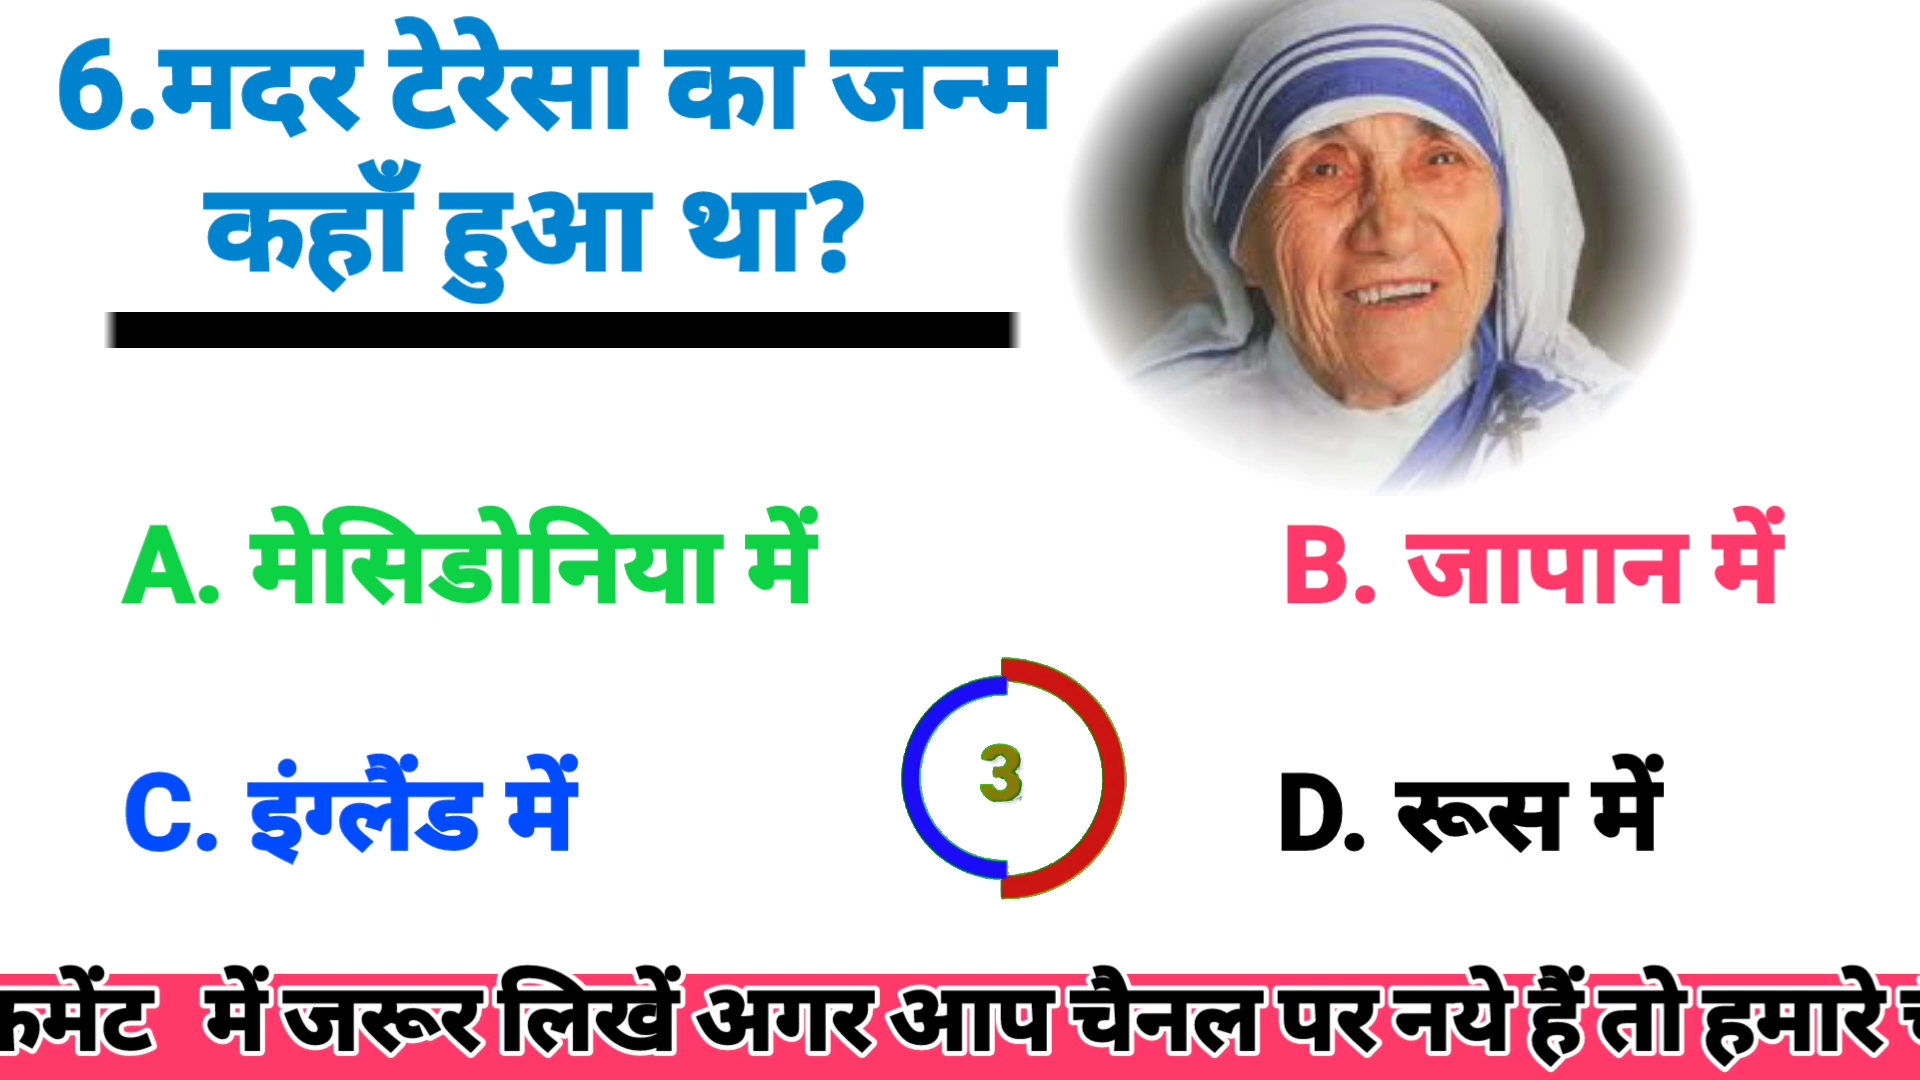 6.मदर टेरेसा का जन्म
कहाँ हुआ था?
A. मेसिडोनिया में
B. जापान में
C. इंग्लैंड में
3
D. रूस में
में जरूर लिखें अगर आप चैनल पर नये हैं तो हमारे